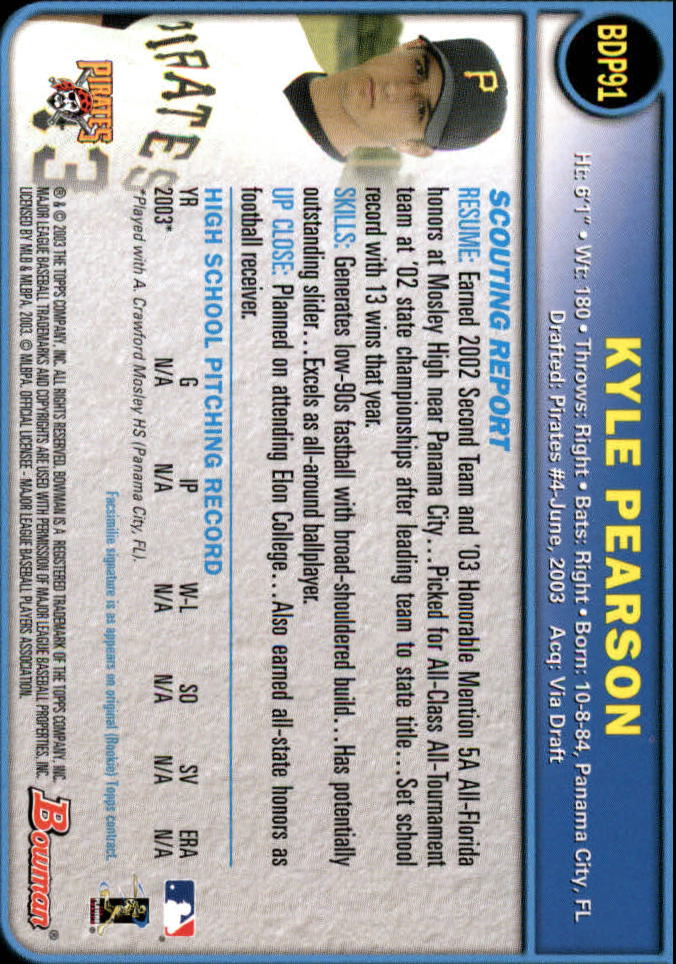 BDP91
KYLE PEARSON
Ht: 6'1" • Wt: 180 • Throws: Right • Bats: Right • Born: 10-8-84, Panama City, FL
Drafted: Pirates #4-June, 2003 Acq: Via Draft
P
PIRATES
3
PIRATES
SCOUTING REPORT
RESUME: Earned 2002 Second Team and '03 Honorable Mention 5A All-Florida
honors at Mosley High near Panama City...Picked for All-Class All-Tournament
team at '02 state championships after leading team to state title...Set school
record with 13 wins that year.
SKILLS: Generates low-90s fastball with broad-shouldered build...Has potentially
outstanding slider...Excels as all-around ballplayer.
UP CLOSE: Planned on attending Elon College...Also earned all-state honors as
football receiver.
HIGH SCHOOL PITCHING RECORD
YR G IP W-L SO SV ERA
2003* N/A N/A N/A N/A N/A N/A
*Played with A. Crawford Mosley HS (Panama City, FL).
Facsimilie signature is as appears on original (Rookie) Topps contract.
® & © 2003 THE TOPPS COMPANY, INC. ALL RIGHTS RESERVED. BOWMAN IS A REGISTERED TRADEMARK OF THE TOPPS COMPANY, INC.
MAJOR LEAGUE BASEBALL TRADEMARKS AND COPYRIGHTS ARE USED WITH PERMISSION OF MAJOR LEAGUE BASEBALL PROPERTIES, INC.
LICENSED BY MLB & MLBPA. 2003. © MLBPA. OFFICIAL LICENSEE - MAJOR LEAGUE BASEBALL PLAYERS ASSOCIATION.
Bowman®